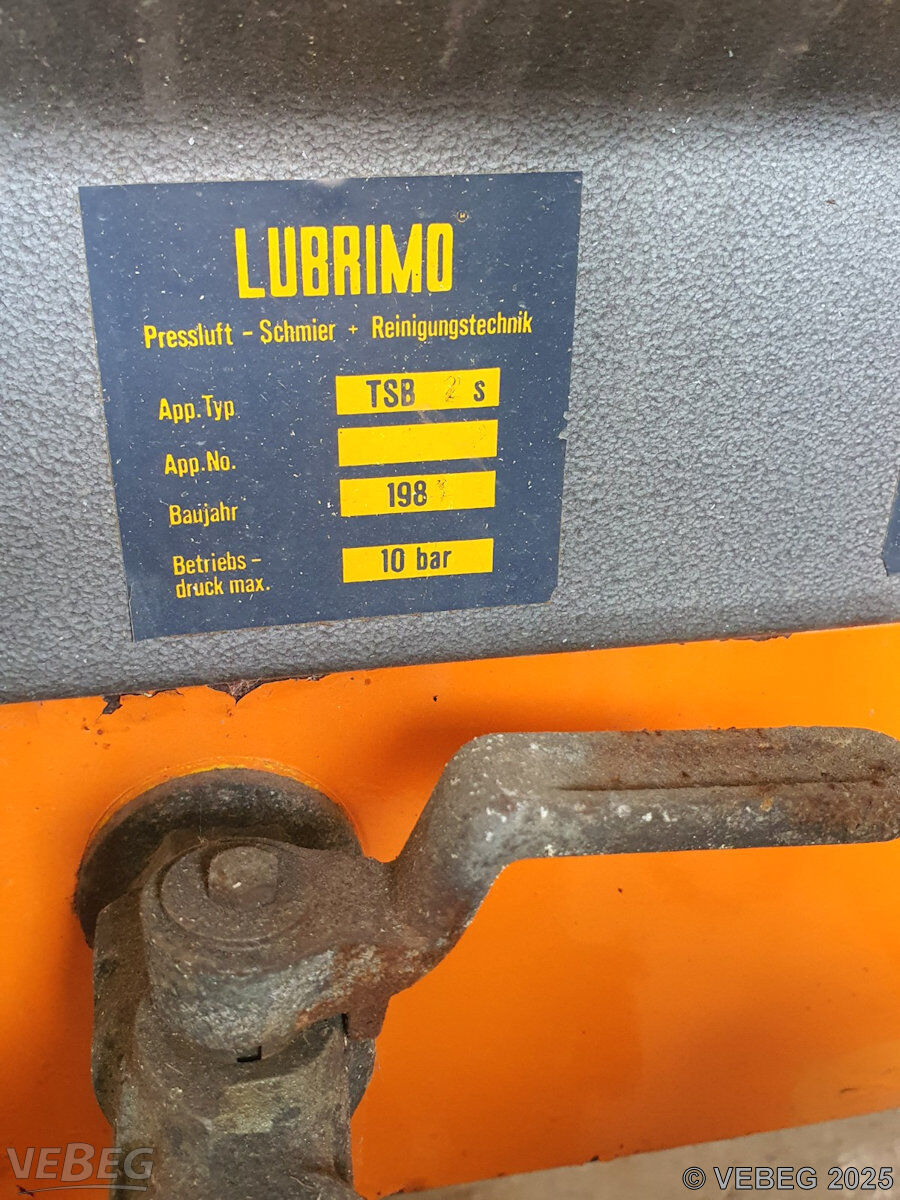 LUBRIMO
Pressluft - Schmier + Reinigungstechnik
App.Typ TSB 2 s
App.No.
Baujahr 198
Betriebs-
druck max. 10 bar
VEBEG
© VEBEG 2025